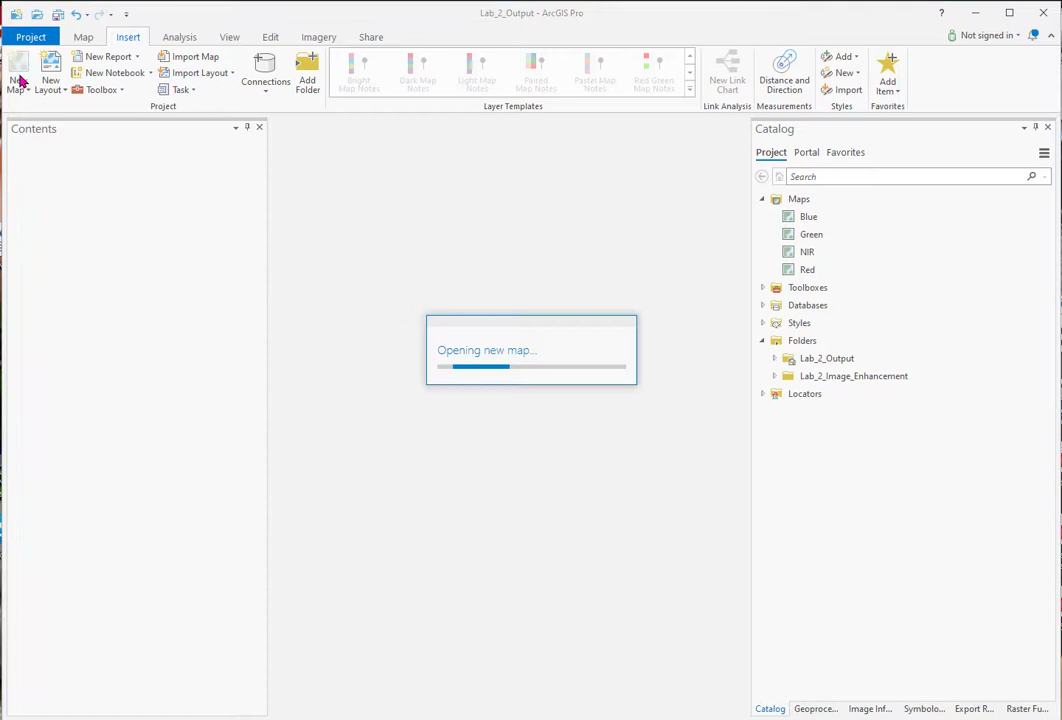 Lab_2_Output - ArcGIS Pro
?
Project Map Insert Analysis View Edit Imagery Share
Not signed in
New Map
New Layout
New Report
New Notebook
Toolbox
Import Map
Import Layout
Task
Connections
Add Folder
Project
Bright Map Notes
Dark Map Notes
Light Map Notes
Paired Map Notes
Pastel Map Notes
Red Green Map Notes
Layer Templates
New Link Chart
Link Analysis
Distance and Direction
Measurements
Add
New
Import
Styles
Add Item
Favorites
Contents
Opening new map...
Catalog
Project Portal Favorites
Search
Maps
Blue
Green
NIR
Red
Toolboxes
Databases
Styles
Folders
Lab_2_Output
Lab_2_Image_Enhancement
Locators
Catalog Geoproce... Image Inf... Symbolo... Export R... Raster Fu...